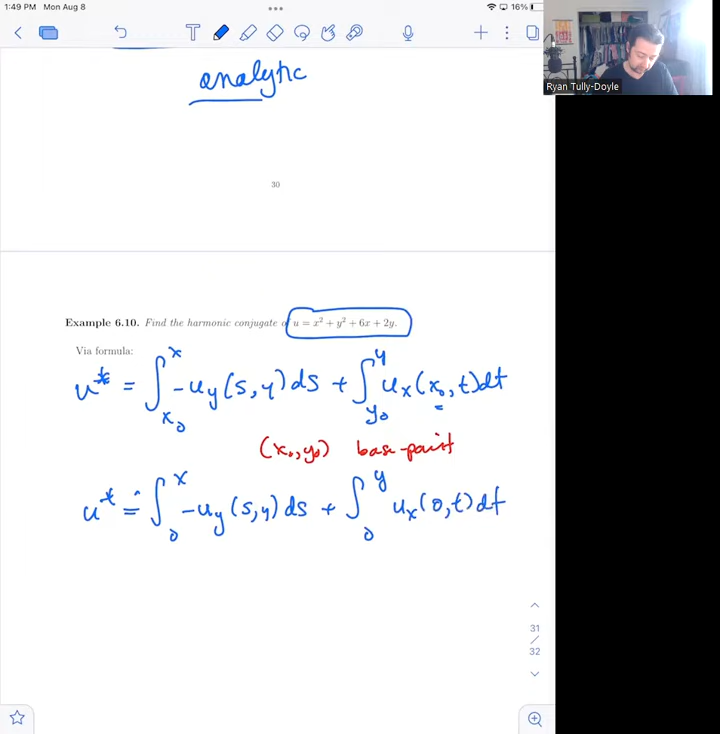 1:49 PM Mon Aug 8
16%
Ryan Tully-Doyle
analytic
30
Example 6.10. Find the harmonic conjugate of u = x² + y² + 6x + 2y.
Via formula:
u* = ∫_{x₀}^{x} -u_y(s,y)ds + ∫_{y₀}^{y} u_x(x₀,t)dt
(x₀,y₀) base-point
u* = ∫_{0}^{x} -u_y(s,y)ds + ∫_{0}^{y} u_x(0,t)dt
31
/
32